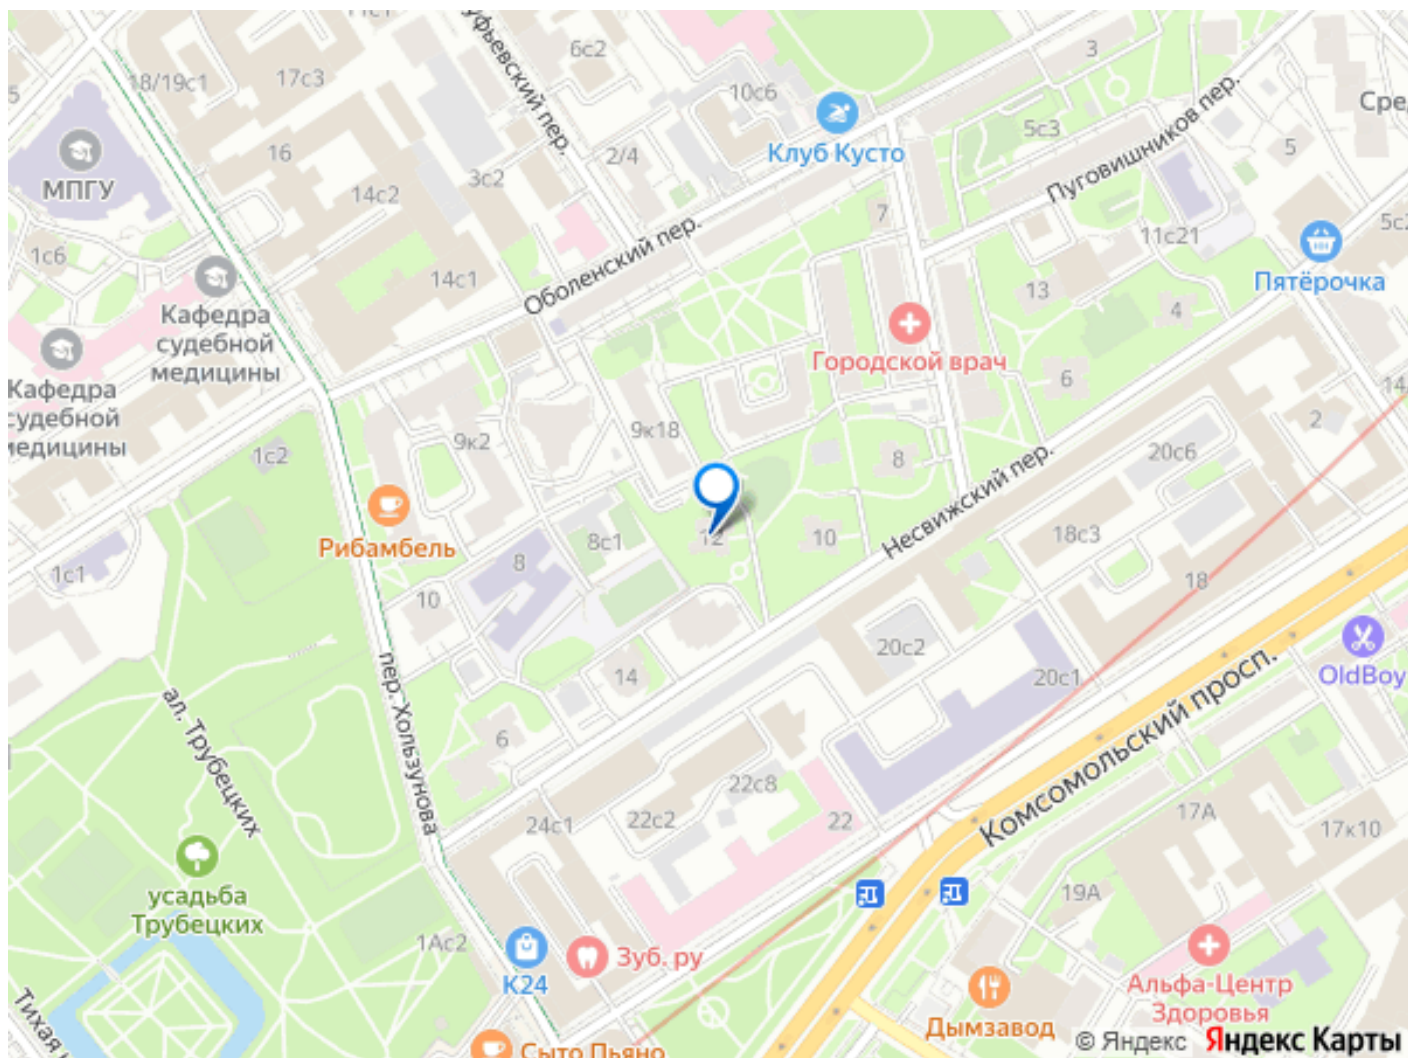 6с2
3
18/19с1
17с3
10с6
Клуб Кусто
5с3
Пуговишников пер.
5
16
2/4
МПГУ
14с2
3с2
7
11с21
Пятёрочка
1с6
14с1
Оболенский пер.
13
4
Кафедра
судебной
медицины
Городской врач
6
Кафедра
судебной
медицины
9к18
9к2
2
1с2
8
20с6
Рибамбель
Несвижский пер.
12
10
18с3
8
8с1
1с1
18
10
20с2
OldBoy
14
20с1
пер. Хользунова
ал. Трубецких
6
Комсомольский просп.
22с8
24с1
22с2
22
17А
17к10
усадьба
Трубецких
19А
1Ас2
К24
Зуб. ру
Альфа-Центр
Здоровья
Дымзавод
Сыто Пьяно
© Яндекс Яндекс Карты